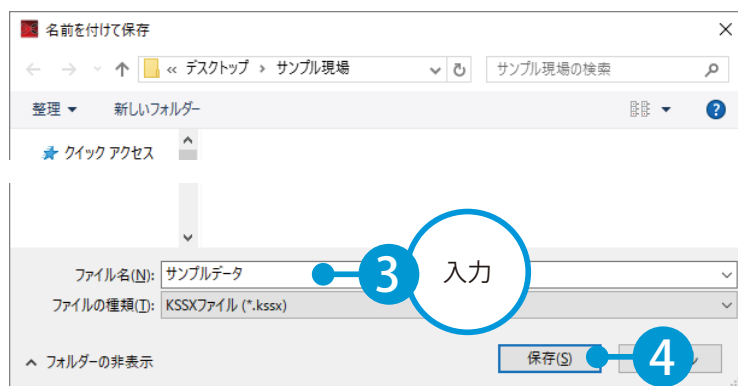 名前を付けて保存
« デスクトップ › サンプル現場
サンプル現場の検索
整理 新しいフォルダー
クイック アクセス
ファイル名(N): サンプルデータ
3 入力
ファイルの種類(T): KSSXファイル (*.kssx)
フォルダーの非表示
保存(S)
4